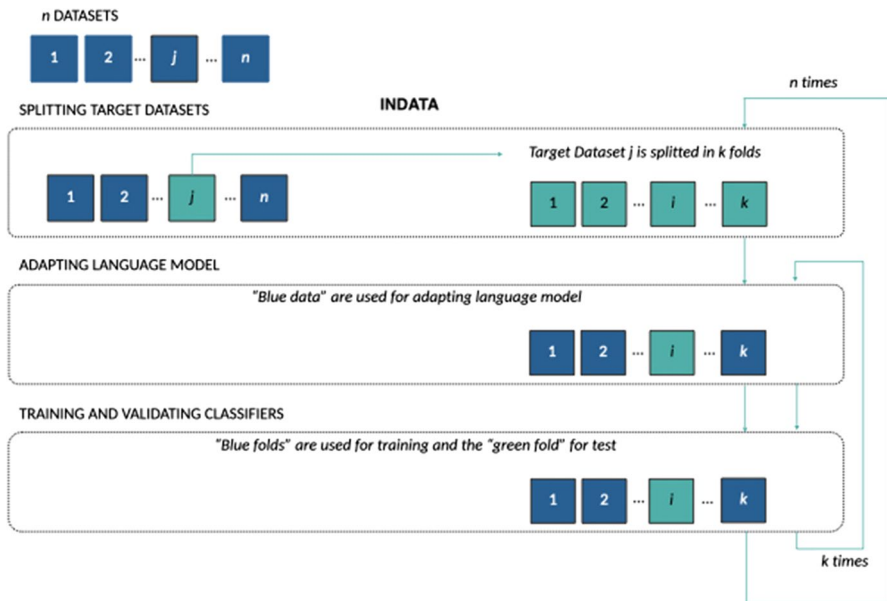 n DATASETS
1 2 ... j ... n
SPLITTING TARGET DATASETS
INDATA
n times
Target Dataset j is splitted in k folds
1 2 ... j ... n
1 2 ... i ... k
ADAPTING LANGUAGE MODEL
"Blue data" are used for adapting language model
1 2 ... i ... k
TRAINING AND VALIDATING CLASSIFIERS
"Blue folds" are used for training and the "green fold" for test
1 2 ... i ... k
k times